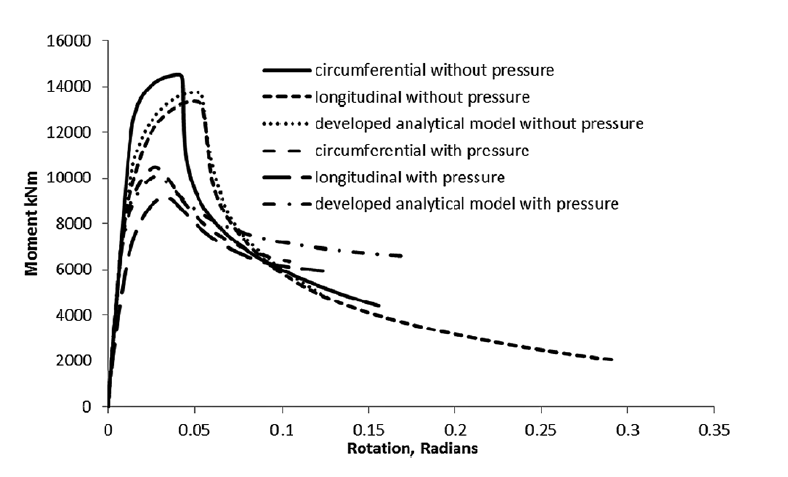 16000
14000
12000
10000
8000
6000
4000
2000
0
Moment kNm
circumferential without pressure
longitudinal without pressure
developed analytical model without pressure
circumferential with pressure
longitudinal with pressure
developed analytical model with pressure
0 0.05 0.1 0.15 0.2 0.25 0.3 0.35
Rotation, Radians